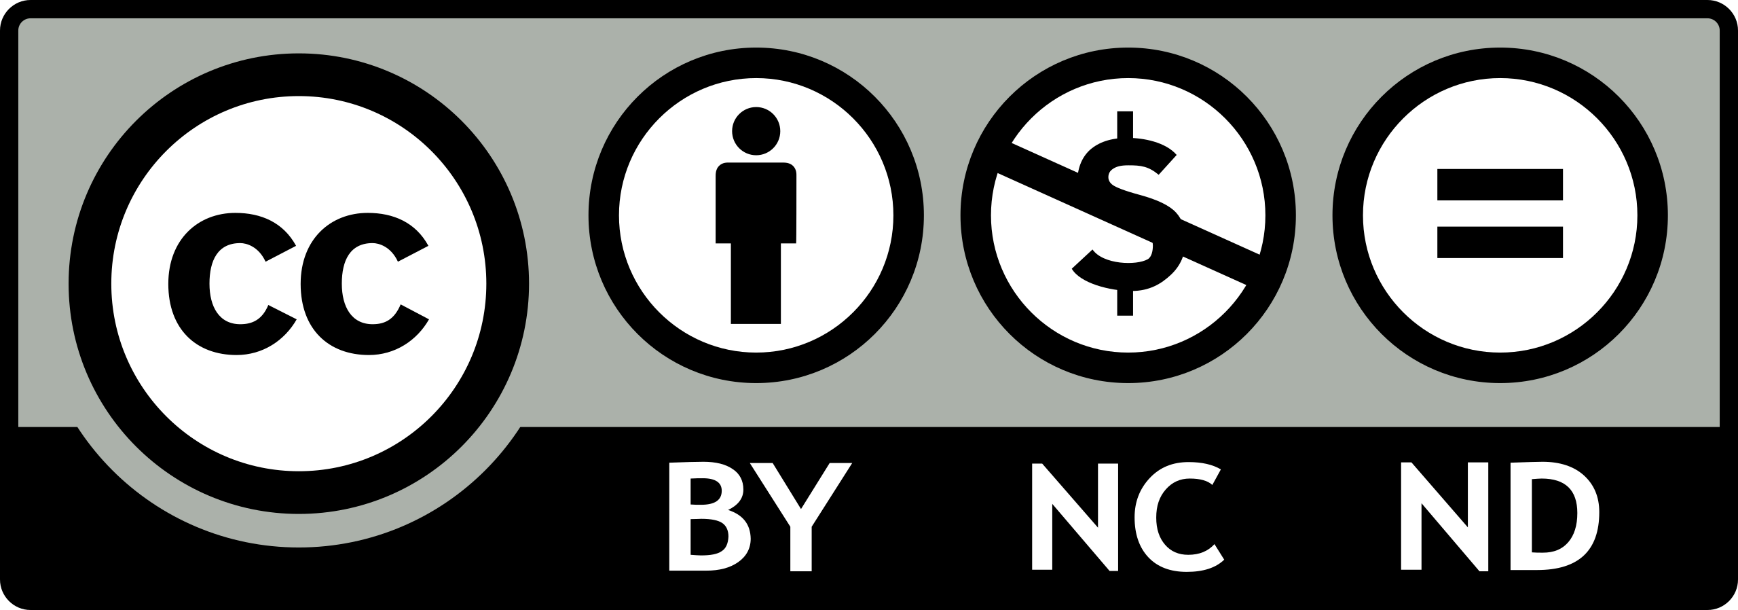 cc
$
=
BY NC ND